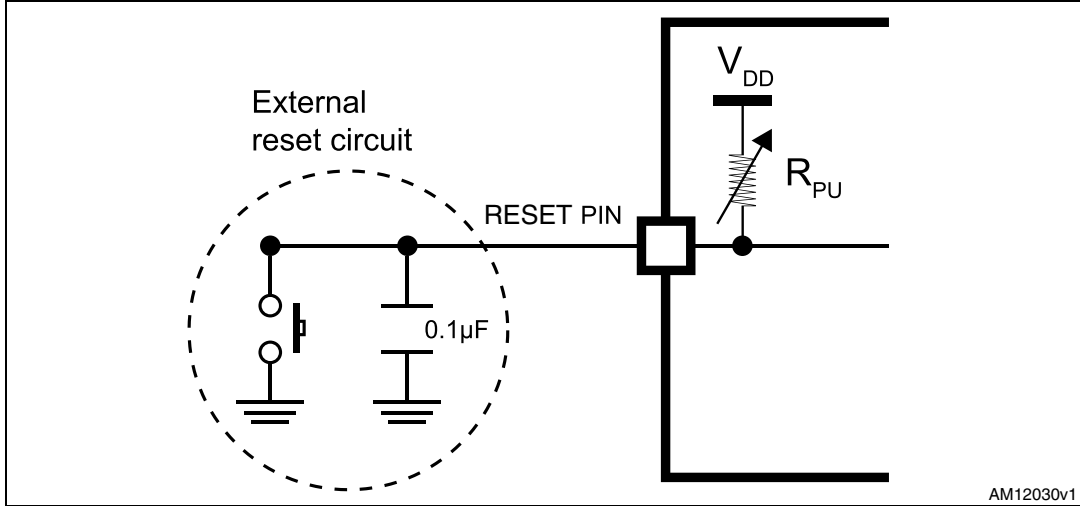 External
reset circuit
V DD
R PU
RESET PIN
0.1µF
AM12030v1